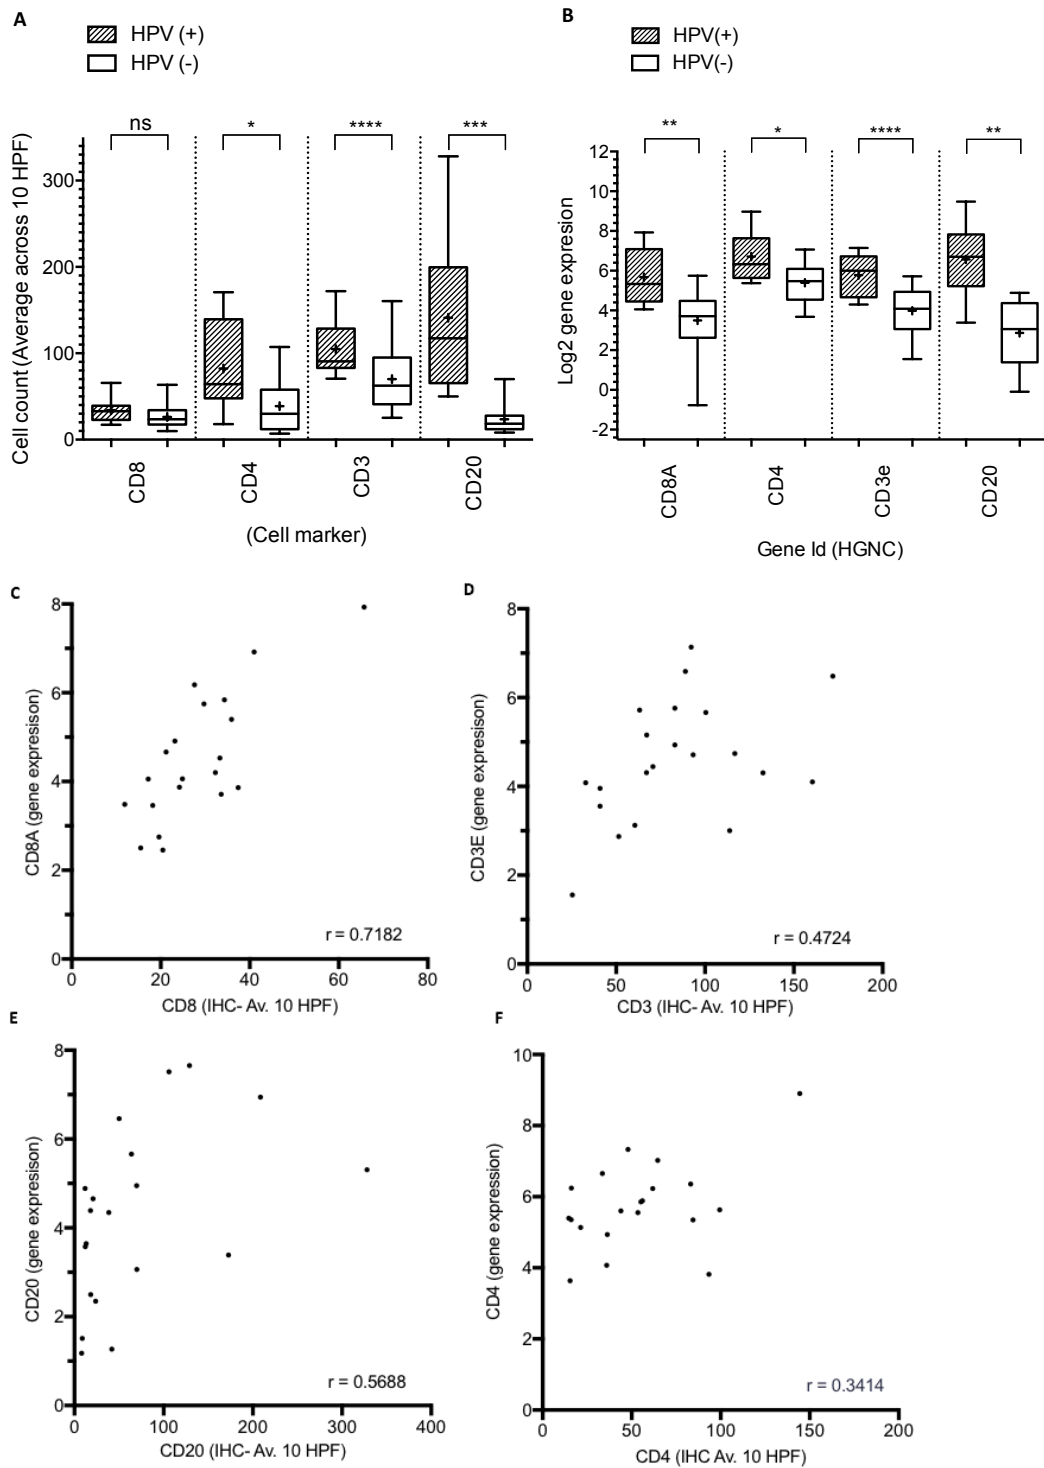 A
HPV (+)
HPV (-)
ns
*
****
***
Cell count (Average across 10 HPF)
300
200
100
0
CD8
CD4
CD3
CD20
(Cell marker)
B
HPV(+)
HPV(-)
**
*
****
**
Log2 gene expresion
12
10
8
6
4
2
0
-2
CD8A
CD4
CD3e
CD20
Gene Id (HGNC)
C
CD8A (gene expresison)
8
6
4
2
0
r = 0.7182
0 20 40 60 80
CD8 (IHC- Av. 10 HPF)
D
CD3E (gene expresison)
8
6
4
2
0
r = 0.4724
0 50 100 150 200
CD3 (IHC- Av. 10 HPF)
E
CD20 (gene expression)
8
6
4
2
0
r = 0.5688
0 100 200 300 400
CD20 (IHC- Av. 10 HPF)
F
CD4 (gene expression)
10
8
6
4
2
0
r = 0.3414
0 50 100 150 200
CD4 (IHC Av. 10 HPF)